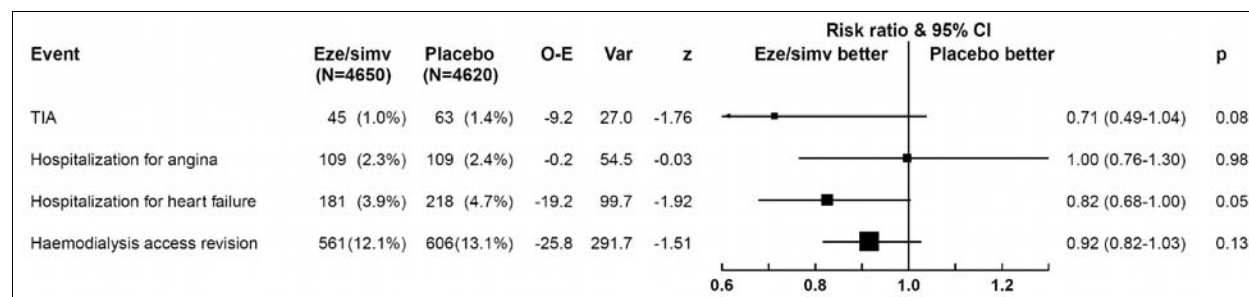 Risk ratio & 95% CI
Event Eze/simv Placebo O-E Var z Eze/simv better Placebo better p
(N=4650) (N=4620)
TIA 45 (1.0%) 63 (1.4%) -9.2 27.0 -1.76 0.71 (0.49-1.04) 0.08
Hospitalization for angina 109 (2.3%) 109 (2.4%) -0.2 54.5 -0.03 1.00 (0.76-1.30) 0.98
Hospitalization for heart failure 181 (3.9%) 218 (4.7%) -19.2 99.7 -1.92 0.82 (0.68-1.00) 0.05
Haemodialysis access revision 561(12.1%) 606(13.1%) -25.8 291.7 -1.51 0.92 (0.82-1.03) 0.13
0.6 0.8 1.0 1.2